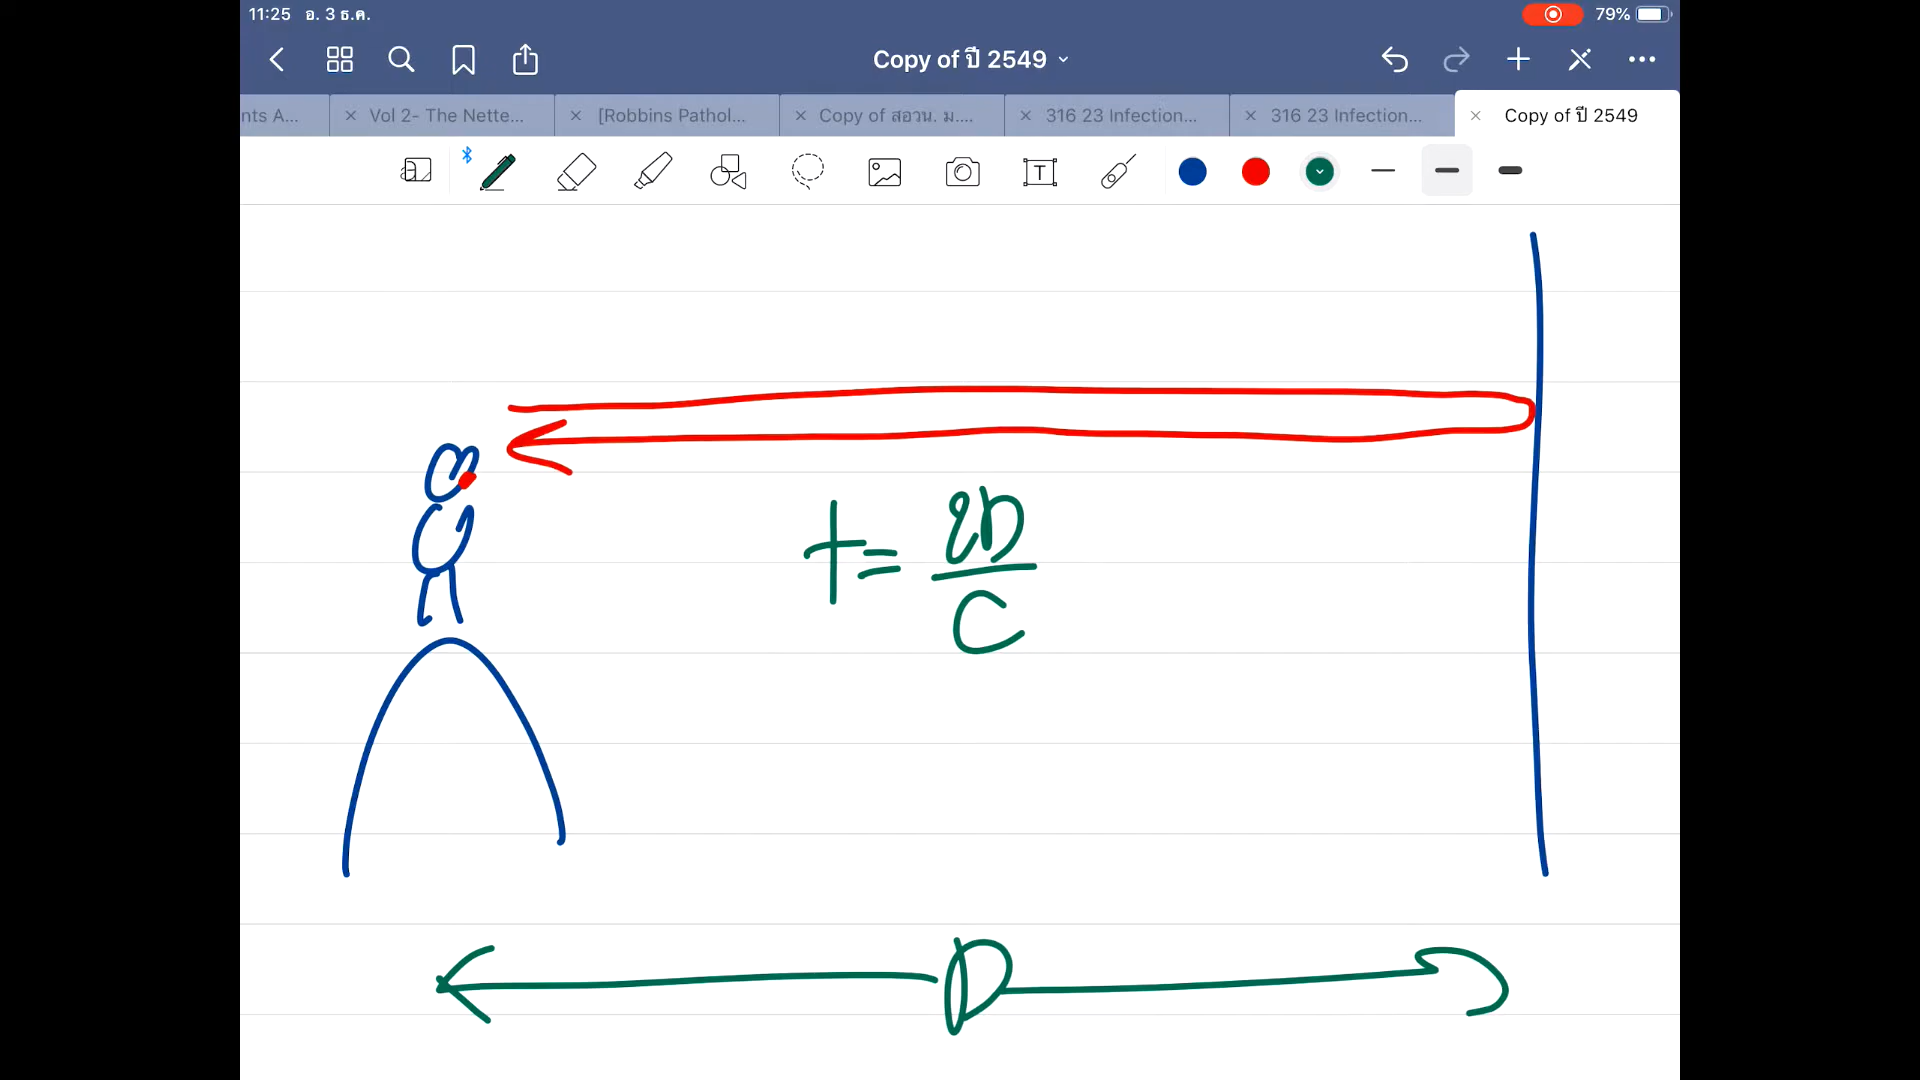 11:25 อ. 3 ธ.ค. 79%
Copy of ปี 2549
nts A... Vol 2- The Nette... [Robbins Pathol... Copy of สอวน. ม.... 316 23 Infection... 316 23 Infection... Copy of ปี 2549
T
t = 2D
C
D